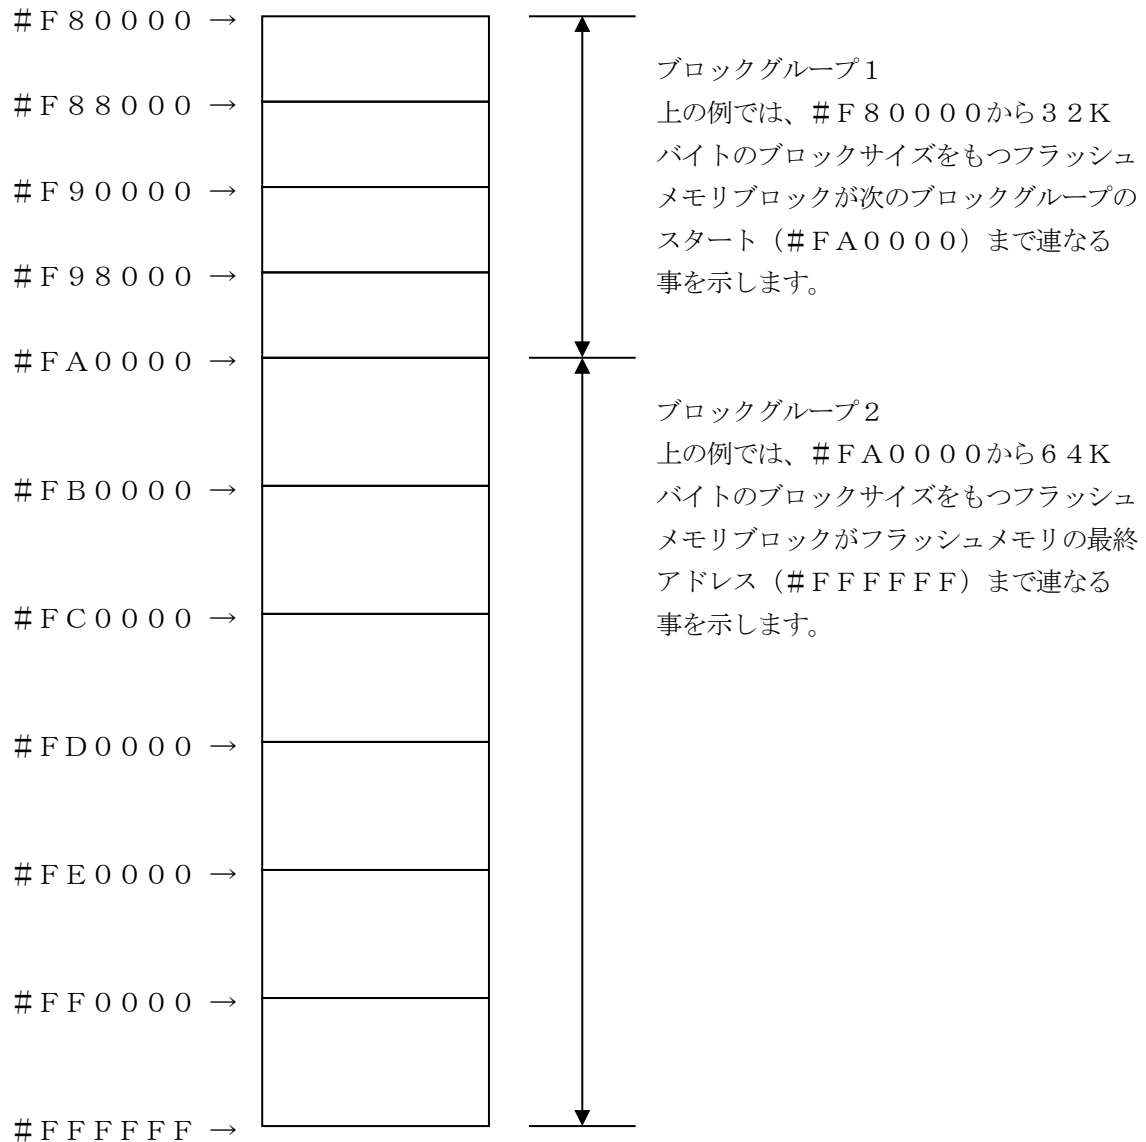 ＃Ｆ８００００ →
＃Ｆ８８０００ →
＃Ｆ９００００ →
＃Ｆ９８０００ →
＃ＦＡ００００ →
＃ＦＢ００００ →
＃ＦＣ００００ →
＃ＦＤ００００ →
＃ＦＥ００００ →
＃ＦＦ００００ →
＃ＦＦＦＦＦＦ →
ブロックグループ１
上の例では、＃Ｆ８００００から３２Ｋ
バイトのブロックサイズをもつフラッシュ
メモリブロックが次のブロックグループの
スタート（＃ＦＡ００００）まで連なる
事を示します。
ブロックグループ２
上の例では、＃ＦＡ００００から６４Ｋ
バイトのブロックサイズをもつフラッシュ
メモリブロックがフラッシュメモリの最終
アドレス（＃ＦＦＦＦＦＦ）まで連なる
事を示します。